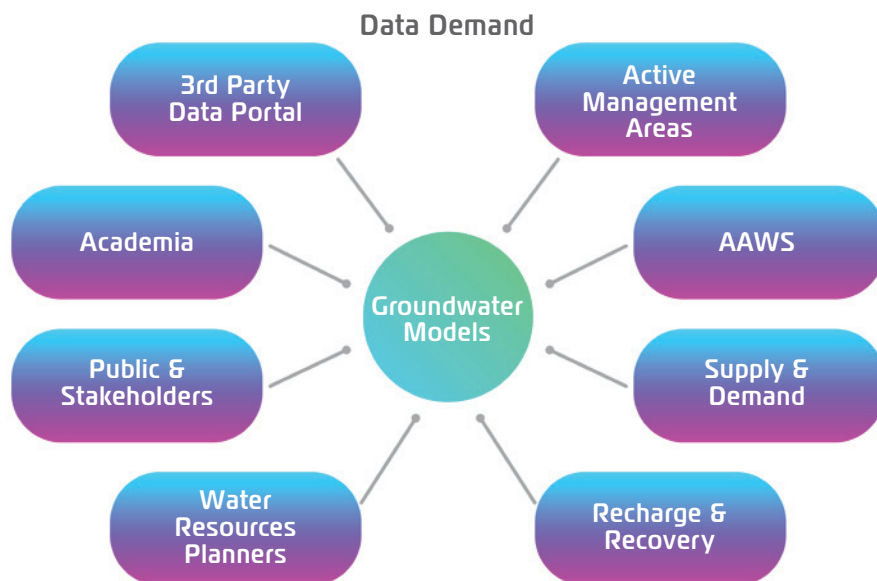 Data Demand
3rd Party
Data Portal
Active
Management
Areas
Academia
AAWS
Groundwater
Models
Public &
Stakeholders
Supply &
Demand
Water
Resources
Planners
Recharge &
Recovery